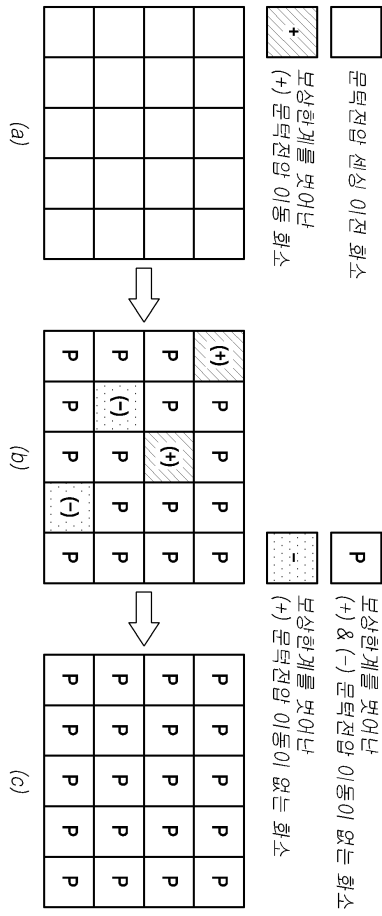 문턱전압 센싱 이전 화소
P 보상한계를 벗어난
(+) & (-) 문턱전압 이동이 없는 화소
+ 보상한계를 벗어난
(+) 문턱전압 이동 화소
- 보상한계를 벗어난
(+) 문턱전압 이동이 없는 화소
(+) P P P P
P P (+) P P
P (-) P P P
P P P (-) P
P P P P P
P P P P P
P P P P P
P P P P P
(a)
(b)
(c)